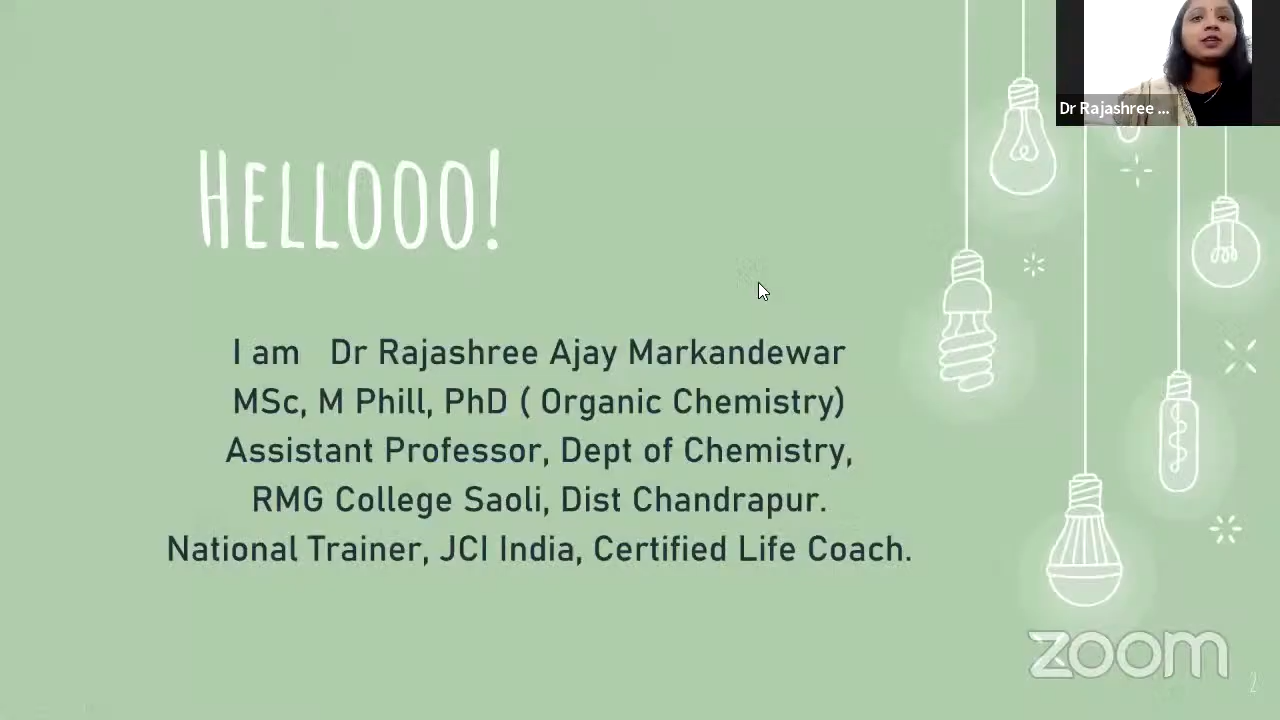 Dr Rajashree ...
HELLOOO!
I am Dr Rajashree Ajay Markandewar
MSc, M Phill, PhD ( Organic Chemistry)
Assistant Professor, Dept of Chemistry,
RMG College Saoli, Dist Chandrapur.
National Trainer, JCI India, Certified Life Coach.
zoom
2